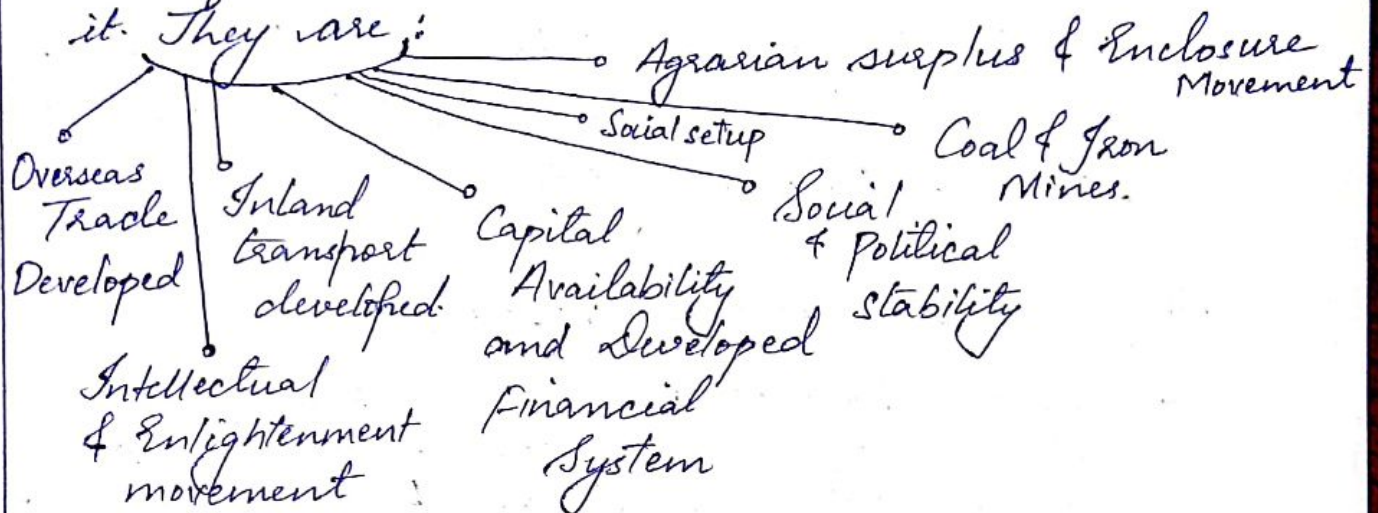 it. They are :
Agrarian surplus & Enclosure
Movement
Social setup
Coal & Iron
Mines.
Overseas
Trade
Developed
Inland
transport
developed.
Capital
Availability
and Developed
Financial
System
Social
& Political
stability
Intellectual
& Enlightenment
movement